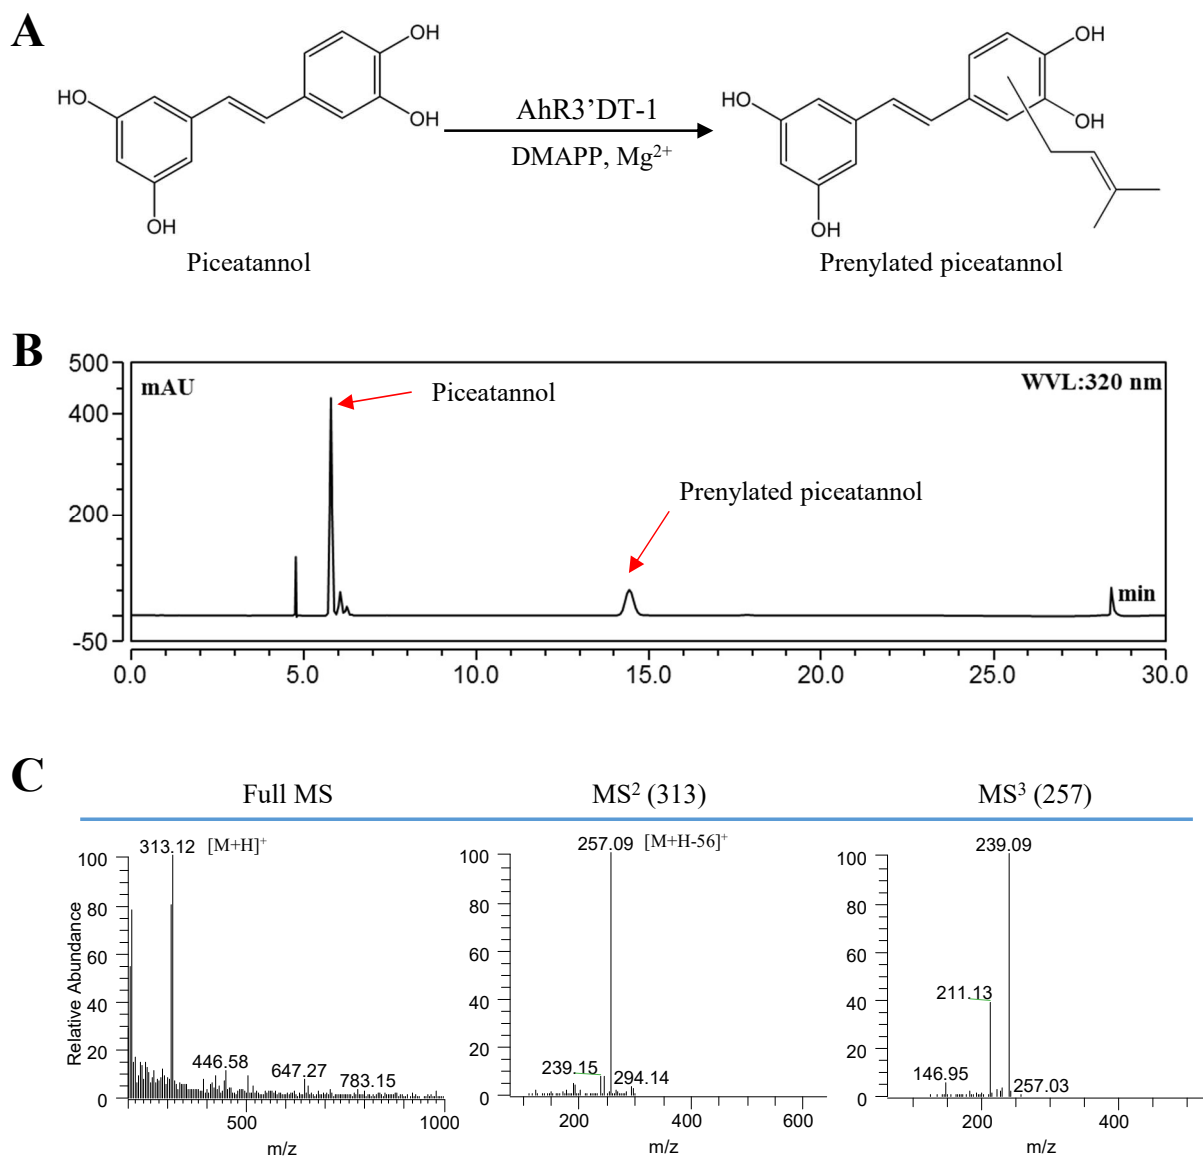 A
HO
OH
OH
OH
Piceatannol
AhR3’DT-1
DMAPP, Mg²⁺
HO
OH
OH
OH
Prenylated piceatannol
B
500
400
200
-50
mAU
WVL:320 nm
Piceatannol
Prenylated piceatannol
min
0.0 5.0 10.0 15.0 20.0 25.0 30.0
C
Full MS
MS² (313)
MS³ (257)
313.12 [M+H]⁺
100
80
60
40
20
0
Relative Abundance
446.58
647.27
783.15
500 1000
m/z
257.09 [M+H-56]⁺
100
80
60
40
20
0
239.15
294.14
200 400 600
m/z
239.09
100
80
60
40
20
0
211.13
146.95
257.03
200 400
m/z